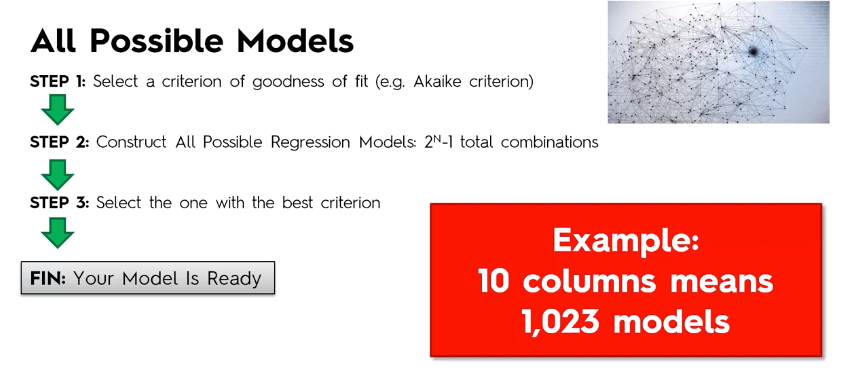 All Possible Models
STEP 1: Select a criterion of goodness of fit (e.g. Akaike criterion)
STEP 2: Construct All Possible Regression Models: 2ᴺ-1 total combinations
STEP 3: Select the one with the best criterion
FIN: Your Model Is Ready
Example:
10 columns means
1,023 models